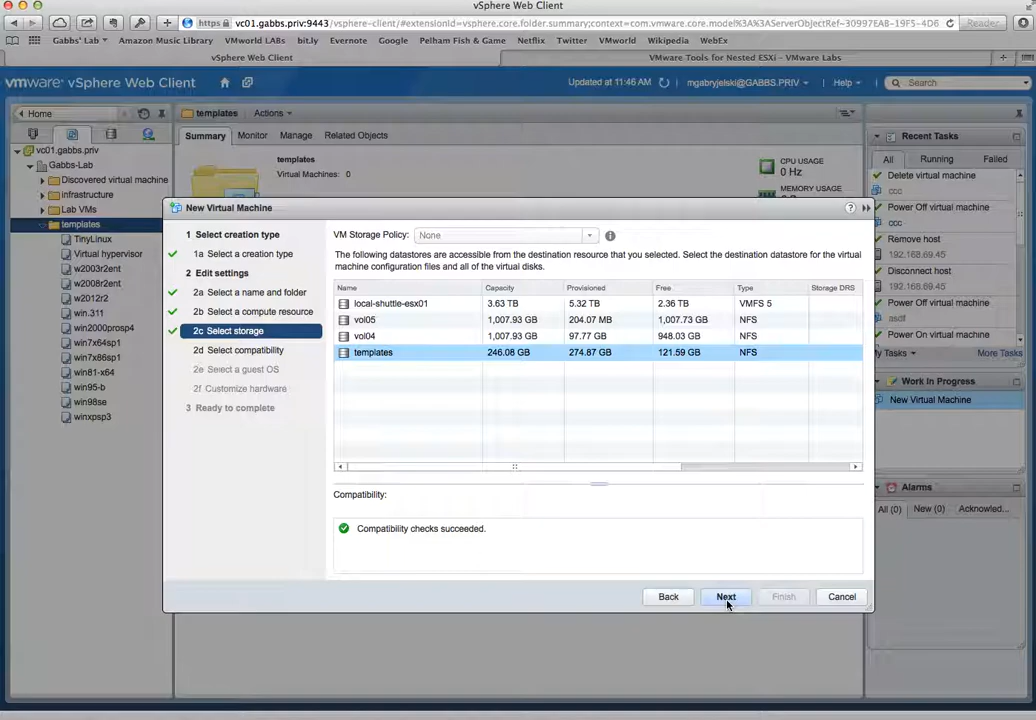 vSphere Web Client
https vc01.gabbs.priv:9443/vsphere-client/#extensionId=vsphere.core.folder.summary;context=com.vmware.core.model%3A%3AServerObjectRef~30997EAB-19F5-4D6 Reader
Gabbs' Lab Amazon Music Library VMworld LABs bit.ly Evernote Google Pelham Fish & Game Netflix Twitter VMworld Wikipedia WebEx
vSphere Web Client VMware Tools for Nested ESXi – VMware Labs
vmware vSphere Web Client Updated at 11:46 AM mgabryjelski@GABBS.PRIV Help Search
Home
vc01.gabbs.priv
Gabbs-Lab
Discovered virtual machine
infrastructure
Lab VMs
templates
TinyLinux
Virtual hypervisor
w2003r2ent
w2008r2ent
w2012r2
win.311
win2000prosp4
win7x64sp1
win7x86sp1
win81-x64
win95-b
win98se
winxpsp3
templates Actions
Summary Monitor Manage Related Objects
templates
Virtual Machines: 0
CPU USAGE
0 Hz
MEMORY USAGE
New Virtual Machine
1 Select creation type
1a Select a creation type
2 Edit settings
2a Select a name and folder
2b Select a compute resource
2c Select storage
2d Select compatibility
2e Select a guest OS
2f Customize hardware
3 Ready to complete
VM Storage Policy: None
The following datastores are accessible from the destination resource that you selected. Select the destination datastore for the virtual
machine configuration files and all of the virtual disks.
Name Capacity Provisioned Free Type Storage DRS
local-shuttle-esx01 3.63 TB 5.32 TB 2.36 TB VMFS 5
vol05 1,007.93 GB 204.07 MB 1,007.73 GB NFS
vol04 1,007.93 GB 97.77 GB 948.03 GB NFS
templates 246.08 GB 274.87 GB 121.59 GB NFS
Compatibility:
Compatibility checks succeeded.
Back Next Finish Cancel
Recent Tasks
All Running Failed
Delete virtual machine
ccc
Power Off virtual machine
ccc
Remove host
192.168.69.45
Disconnect host
192.168.69.45
Power Off virtual machine
asdf
Power On virtual machine
My Tasks More Tasks
Work In Progress
New Virtual Machine
Alarms
All (0) New (0) Acknowled...